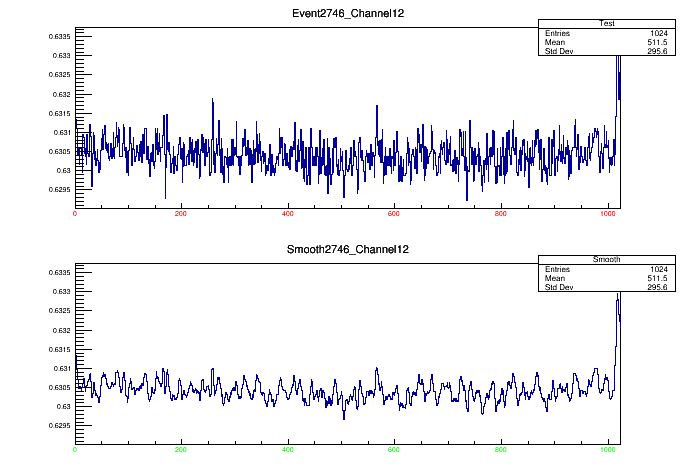 Event2746_Channel12
Test
Entries 1024
Mean 511.5
Std Dev 295.6
0.6335
0.633
0.6325
0.632
0.6315
0.631
0.6305
0.63
0.6295
0 200 400 600 800 1000
Smooth2746_Channel12
Smooth
Entries 1024
Mean 511.5
Std Dev 295.6
0.6335
0.633
0.6325
0.632
0.6315
0.631
0.6305
0.63
0.6295
0 200 400 600 800 1000